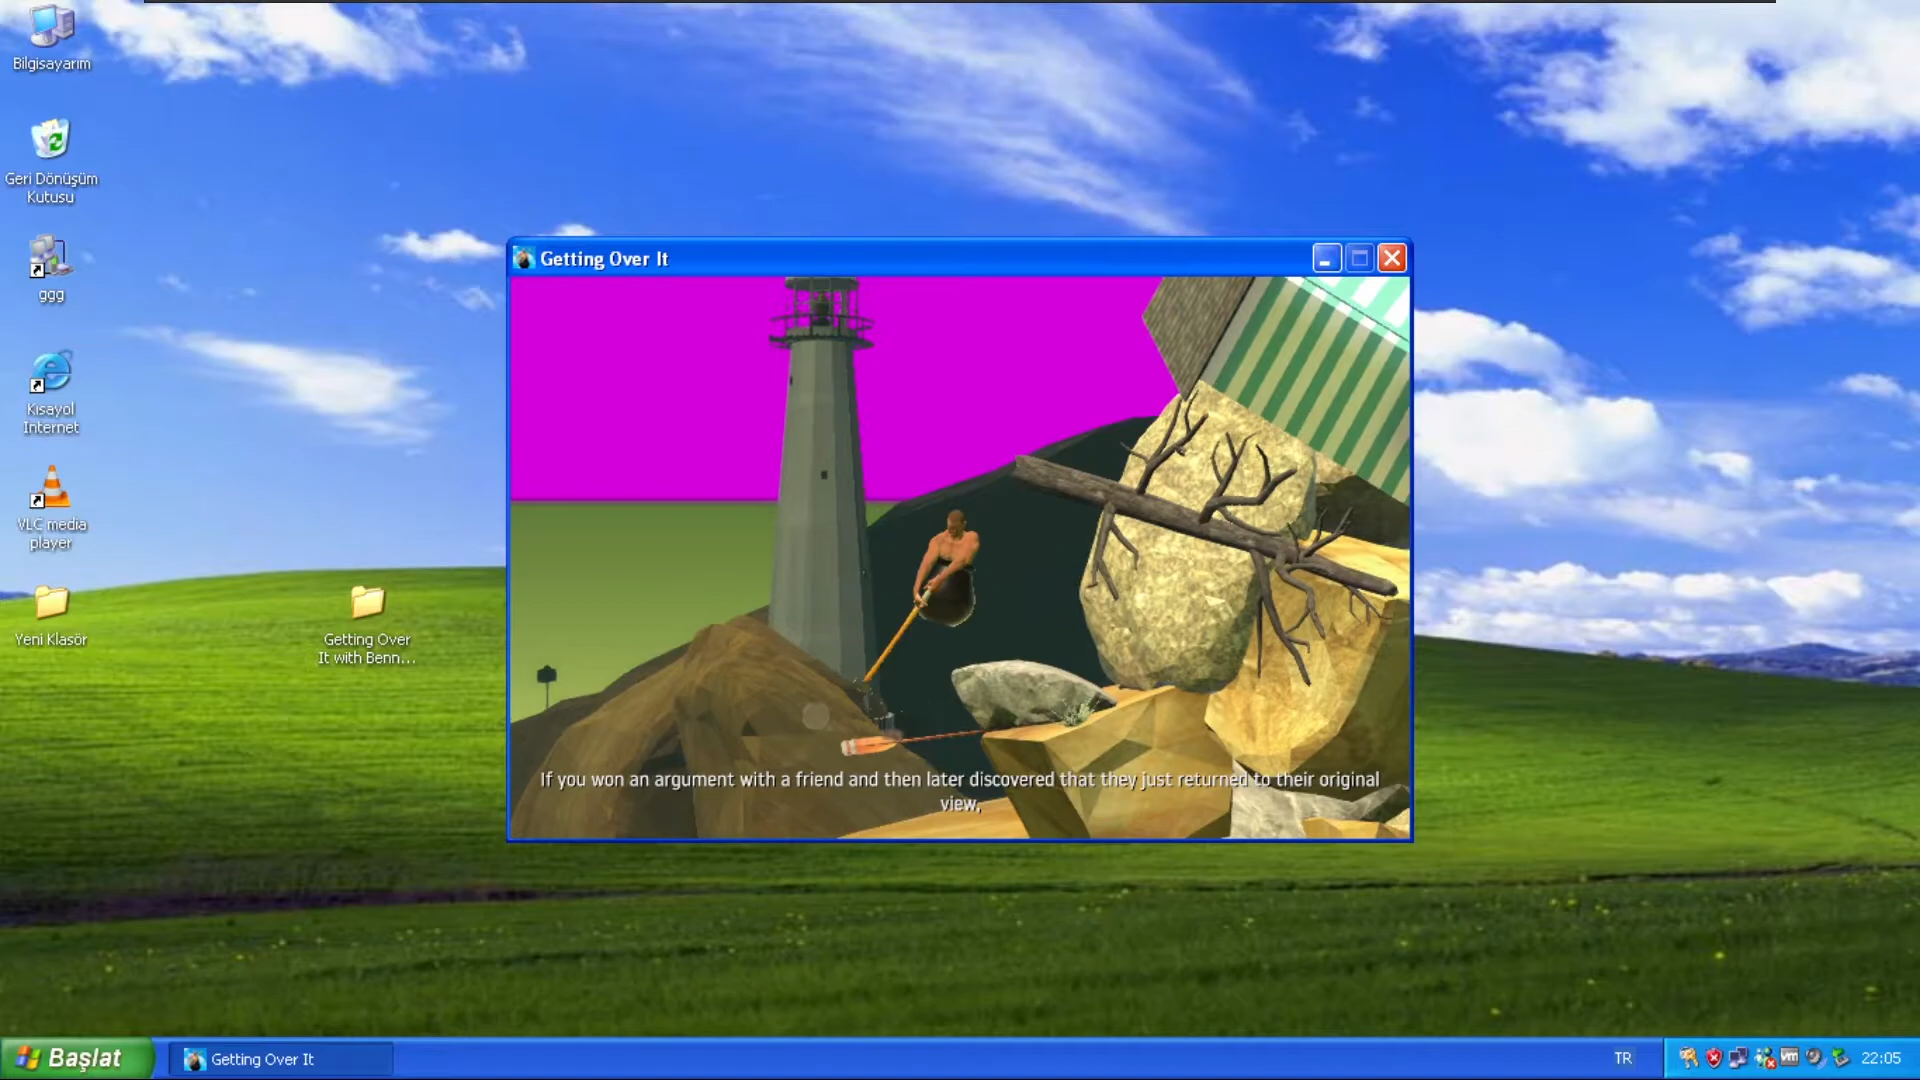 Bilgisayarım
Geri Dönüşüm
Kutusu
ggg
Kısayol
Internet
VLC media
player
Yeni Klasör
Getting Over
It with Benn...
Getting Over It
If you won an argument with a friend and then later discovered that they just returned to their original
view,
Başlat
Getting Over It
TR
vm
22:05